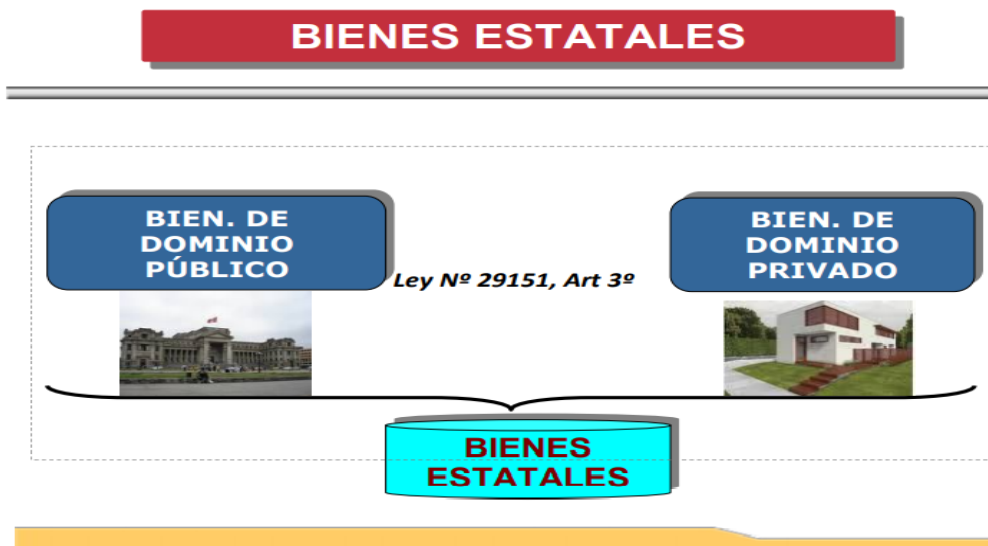 BIENES ESTATALES
BIEN. DE
DOMINIO
PÚBLICO
Ley Nº 29151, Art 3º
BIEN. DE
DOMINIO
PRIVADO
BIENES
ESTATALES